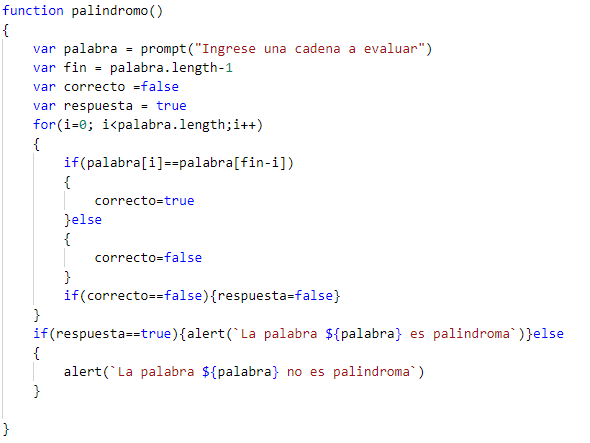 function palindromo()
{
    var palabra = prompt("Ingrese una cadena a evaluar")
    var fin = palabra.length-1
    var correcto =false
    var respuesta = true
    for(i=0; i<palabra.length;i++)
    {
        if(palabra[i]==palabra[fin-i])
        {
            correcto=true
        }else
        {
            correcto=false
        }
        if(correcto==false){respuesta=false}
    }
    if(respuesta==true){alert(`La palabra ${palabra} es palindroma`)}else
    {
        alert(`La palabra ${palabra} no es palindroma`)
    }
}